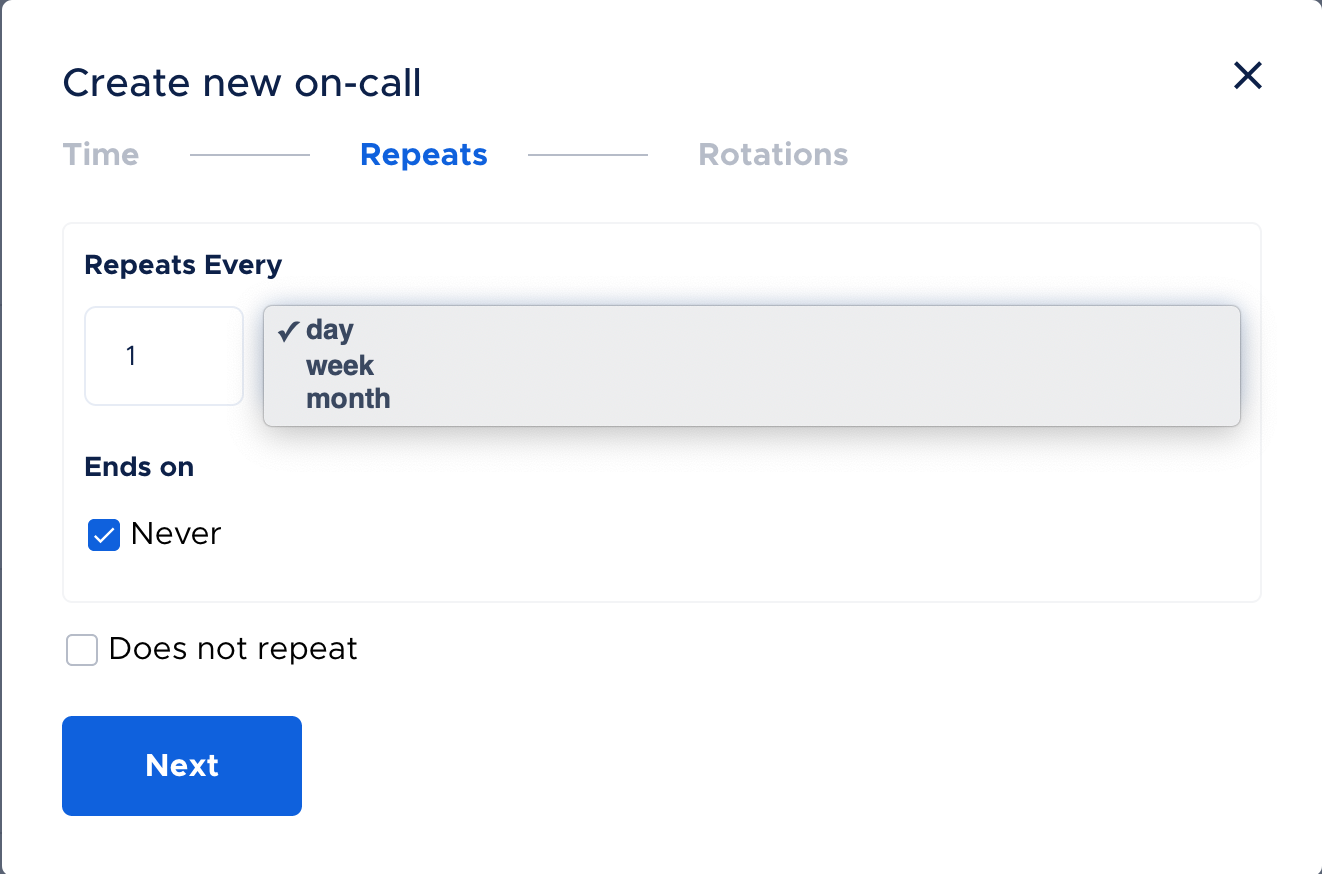 Create new on-call
Time Repeats Rotations
Repeats Every
1
✓ day
week
month
Ends on
Never
Does not repeat
Next